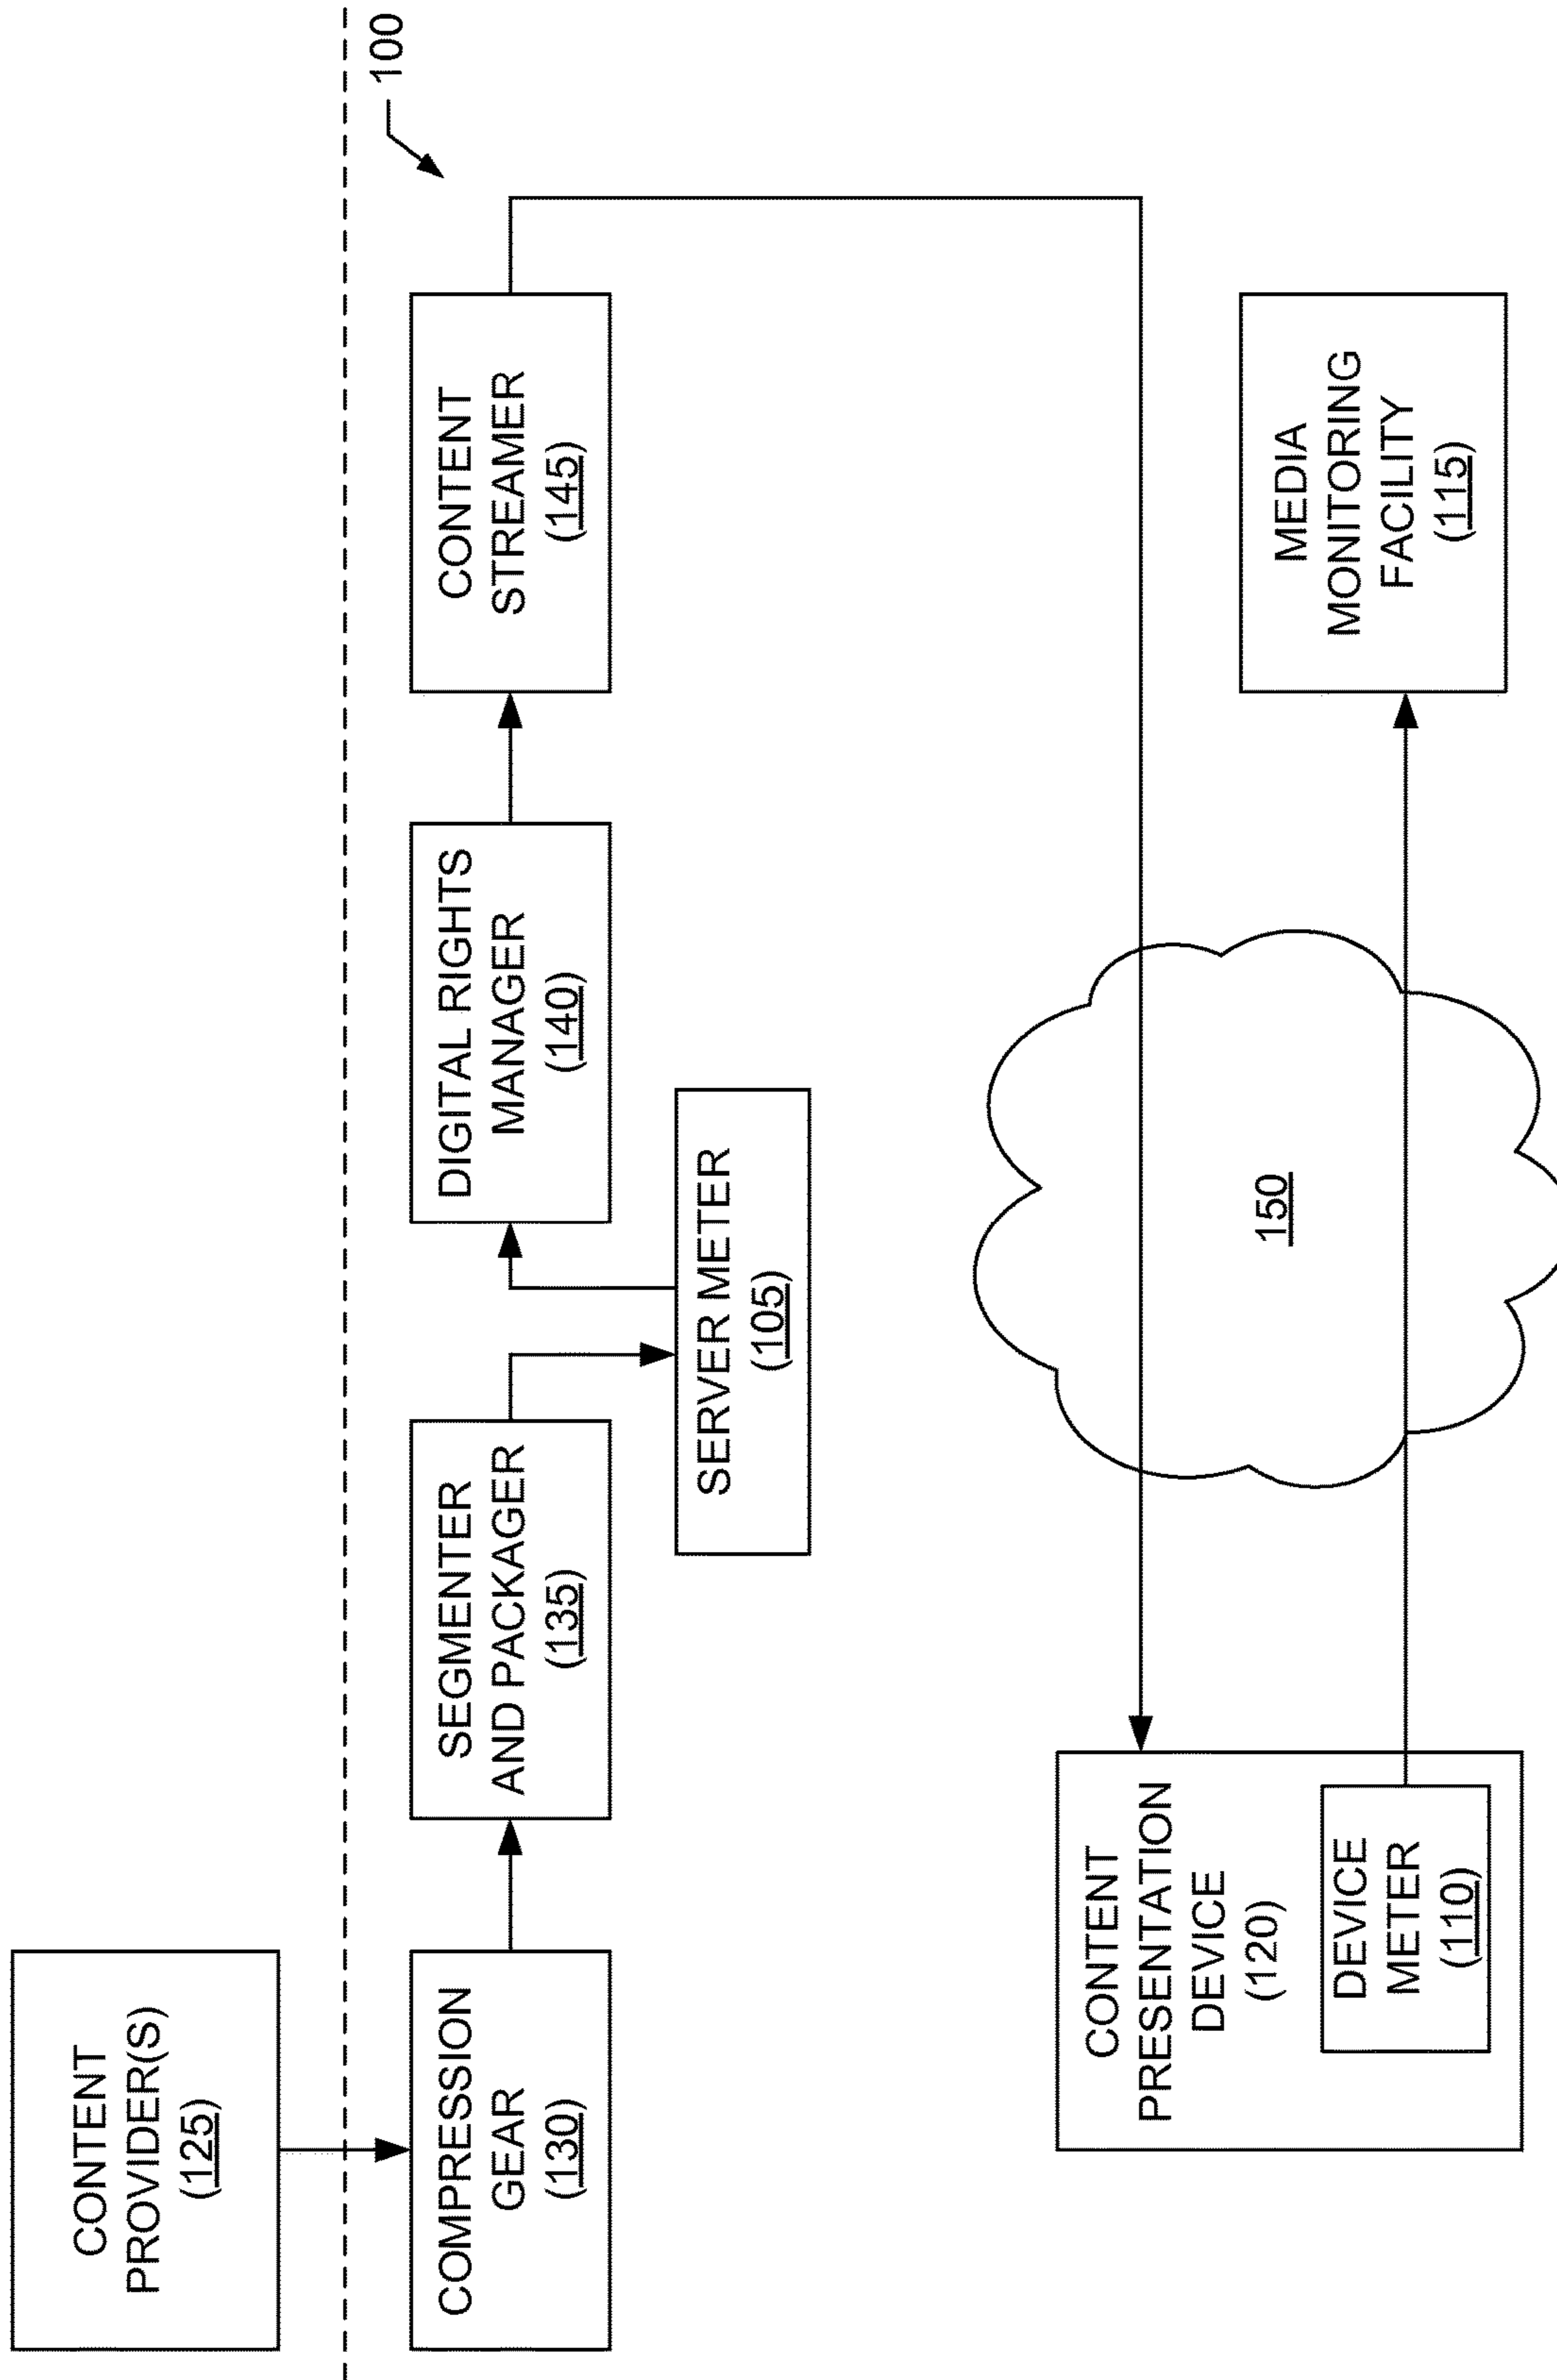 CONTENT
PROVIDER(S)
(125)
100
COMPRESSION
GEAR
(130)
SEGMENTER
AND PACKAGER
(135)
DIGITAL RIGHTS
MANAGER
(140)
CONTENT
STREAMER
(145)
SERVER METER
(105)
150
CONTENT
PRESENTATION
DEVICE
(120)
DEVICE
METER
(110)
MEDIA
MONITORING
FACILITY
(115)